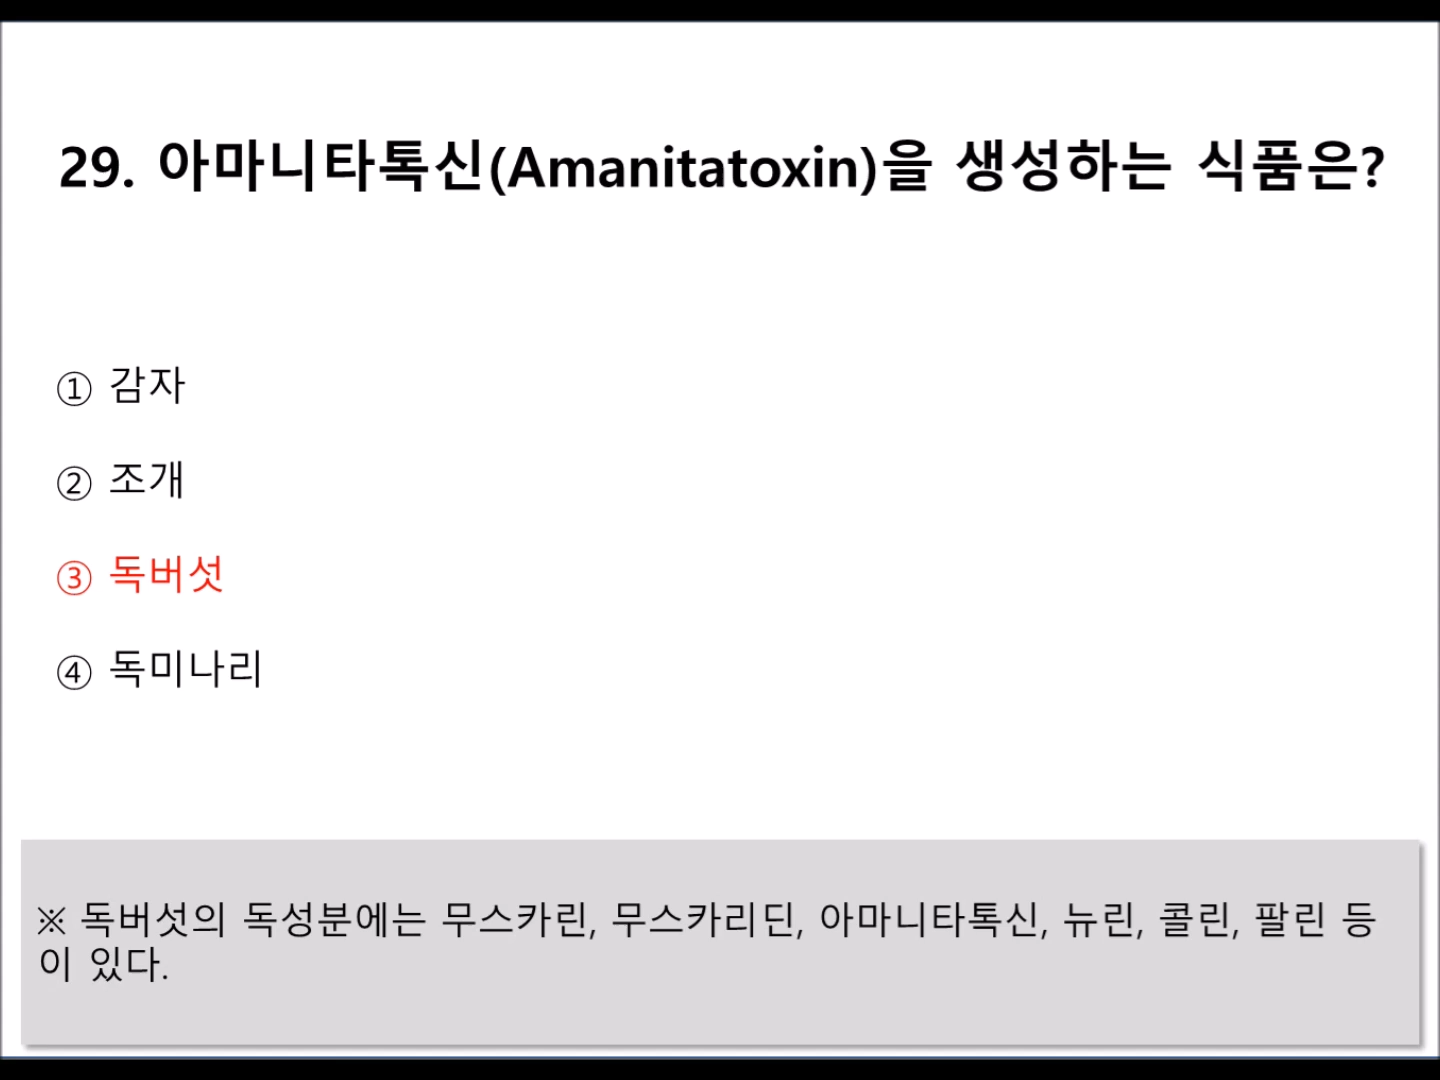 29. 아마니타톡신(Amanitatoxin)을 생성하는 식품은?
① 감자
② 조개
③ 독버섯
④ 독미나리
※ 독버섯의 독성분에는 무스카린, 무스카리딘, 아마니타톡신, 뉴린, 콜린, 팔린 등
이 있다.